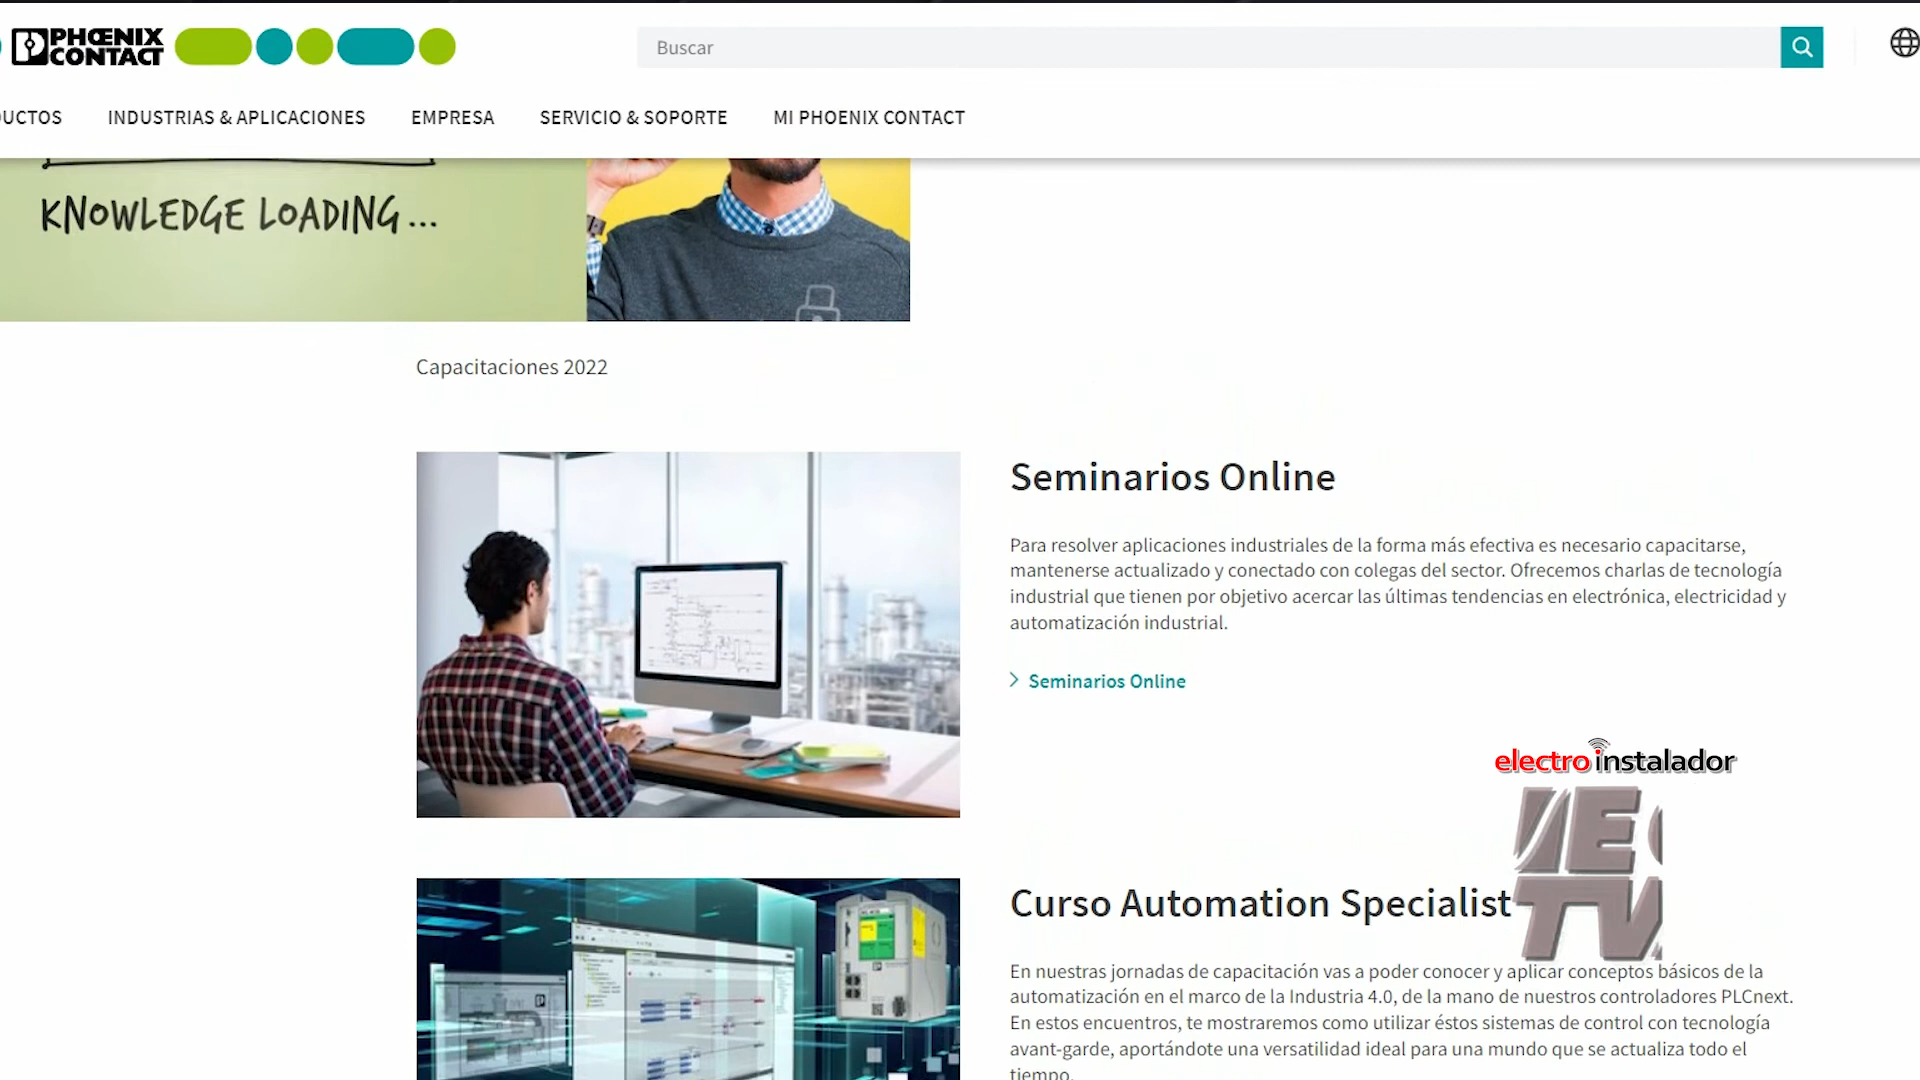 PHŒNIX
CONTACT
Buscar
UCTOS
INDUSTRIAS & APLICACIONES
EMPRESA
SERVICIO & SOPORTE
MI PHOENIX CONTACT
KNOWLEDGE LOADING...
Capacitaciones 2022
Seminarios Online
Para resolver aplicaciones industriales de la forma más efectiva es necesario capacitarse,
mantenerse actualizado y conectado con colegas del sector. Ofrecemos charlas de tecnología
industrial que tienen por objetivo acercar las últimas tendencias en electrónica, electricidad y
automatización industrial.
Seminarios Online
electroinstalador
TV
Curso Automation Specialist
En nuestras jornadas de capacitación vas a poder conocer y aplicar conceptos básicos de la
automatización en el marco de la Industria 4.0, de la mano de nuestros controladores PLCnext.
En estos encuentros, te mostraremos como utilizar éstos sistemas de control con tecnología
avant-garde, aportándote una versatilidad ideal para una mundo que se actualiza todo el
tiempo.